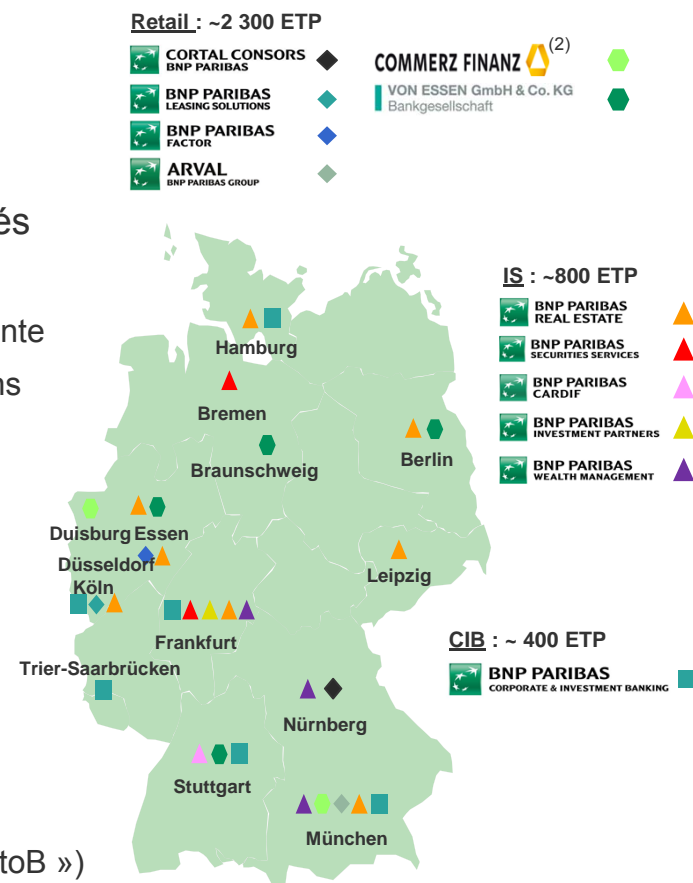 Retail : ~2 300 ETP
CORTAL CONSORS
BNP PARIBAS
BNP PARIBAS
LEASING SOLUTIONS
BNP PARIBAS
FACTOR
ARVAL
BNP PARIBAS GROUP
COMMERZ FINANZ (2)
VON ESSEN GmbH & Co. KG
Bankgesellschaft
és
nte
ns
IS : ~800 ETP
BNP PARIBAS
REAL ESTATE
BNP PARIBAS
SECURITIES SERVICES
BNP PARIBAS
CARDIF
BNP PARIBAS
INVESTMENT PARTNERS
BNP PARIBAS
WEALTH MANAGEMENT
Hamburg
Bremen
Braunschweig
Berlin
Duisburg Essen
Düsseldorf
Köln
Leipzig
Frankfurt
Trier-Saarbrücken
CIB : ~ 400 ETP
BNP PARIBAS
CORPORATE & INVESTMENT BANKING
Nürnberg
Stuttgart
München
toB »)